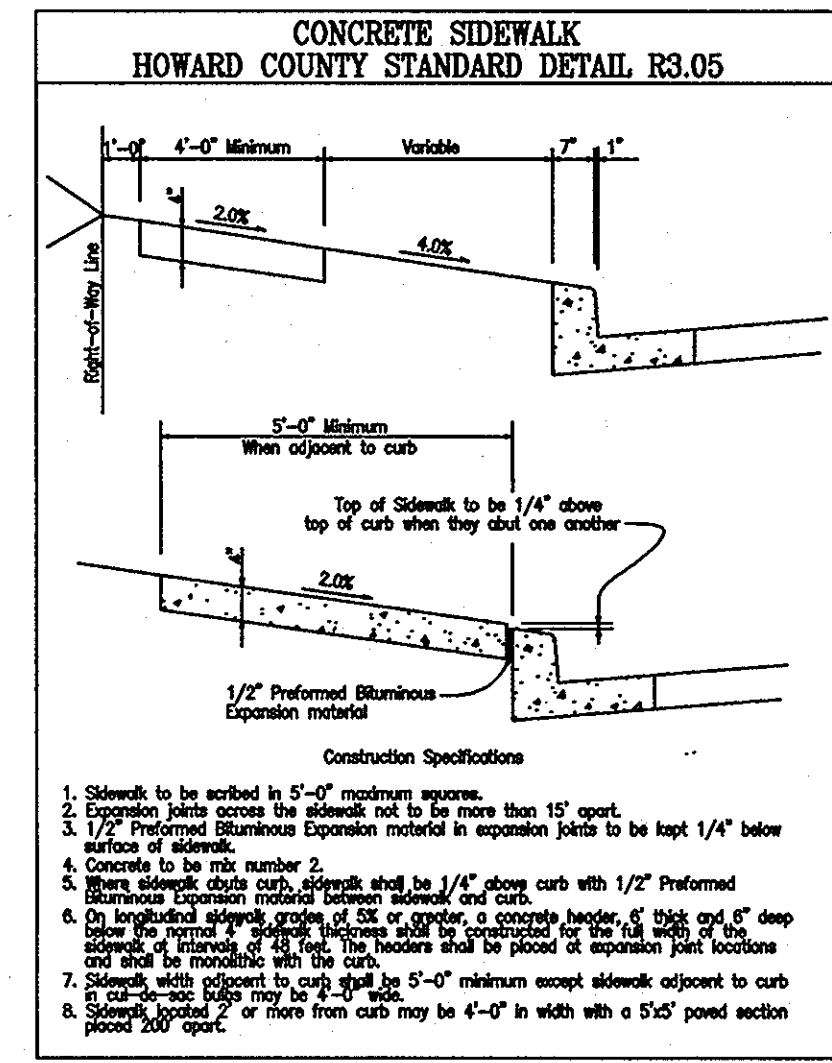 CONCRETE SIDEWALK
HOWARD COUNTY STANDARD DETAIL R3.05
1'-0" 4'-0" Minimum Variable 7" 1"
4"
2.0%
4.0%
Right-of-Way Line
5'-0" Minimum
When adjacent to curb
Top of Sidewalk to be 1/4" above
top of curb when they abut one another
4"
2.0%
1/2" Preformed Bituminous
Expansion material
Construction Specifications
1. Sidewalk to be scribed in 5'-0" maximum squares.
2. Expansion joints across the sidewalk not to be more than 15' apart.
3. 1/2" Preformed Bituminous Expansion material in expansion joints to be kept 1/4" below
surface of sidewalk.
4. Concrete to be mix number 2.
5. Where sidewalk abuts curb, sidewalk shall be 1/4" above curb with 1/2" Preformed
Bituminous Expansion material between sidewalk and curb.
6. On longitudinal sidewalk grades of 5% or greater, a concrete header, 6' thick and 6" deep
below the normal 4" sidewalk thickness shall be constructed for the full width of the
sidewalk at intervals of 48 feet. The headers shall be placed at expansion joint locations
and shall be monolithic with the curb.
7. Sidewalk width adjacent to curb shall be 5'-0" minimum except sidewalk adjacent to curb
in cul-de-sac bulbs may be 4'-0" wide.
8. Sidewalk located 2' or more from curb may be 4'-0" in width with a 5'x5' paved section
placed 200' apart.